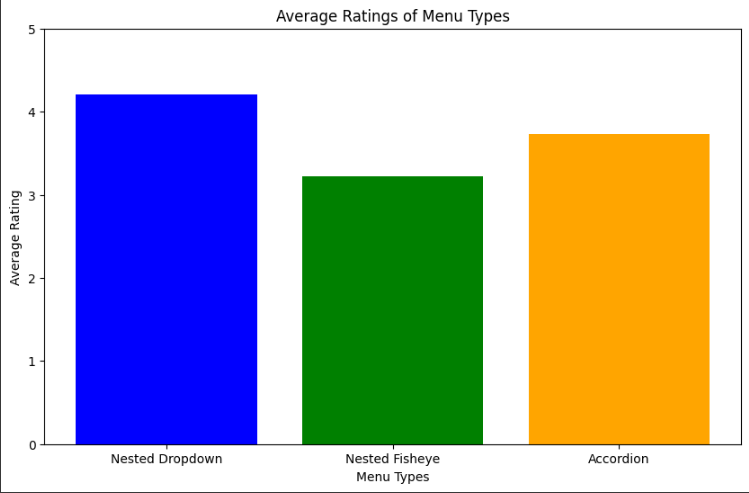 Average Ratings of Menu Types
5
4
3
2
1
0
Average Rating
Nested Dropdown
Nested Fisheye
Accordion
Menu Types